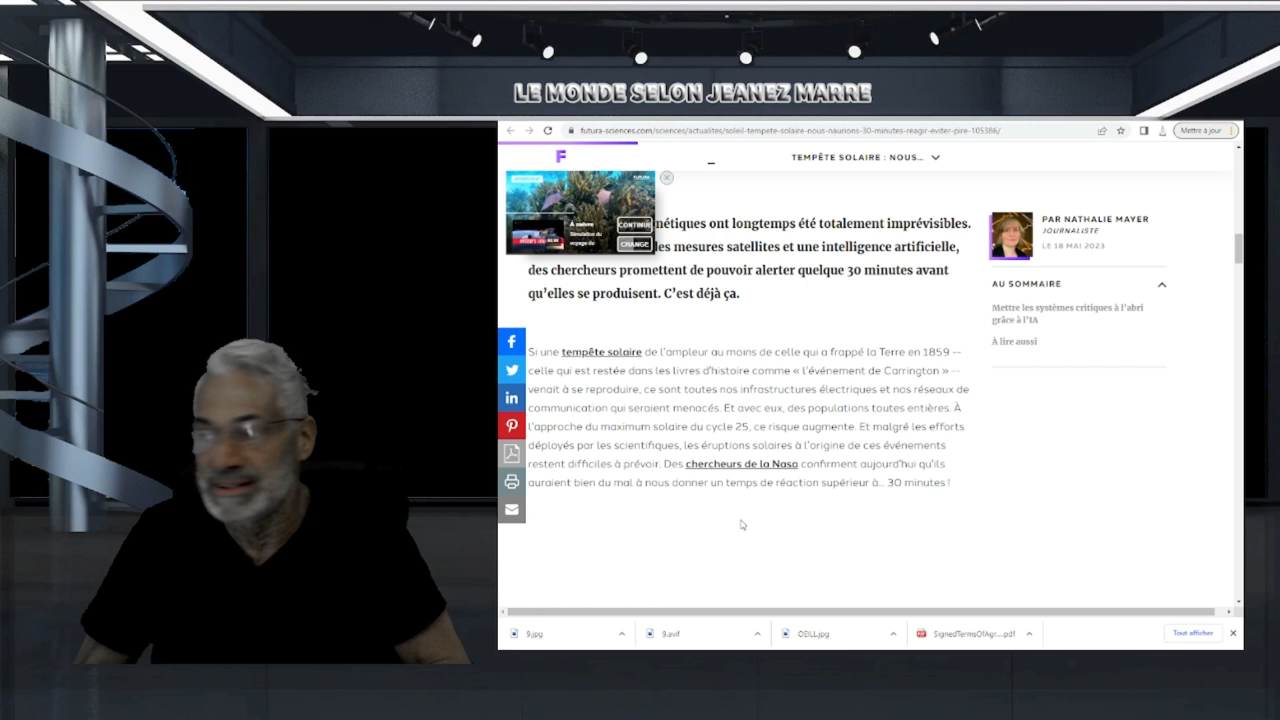 LE MONDE SELON JEANEZ MARRE
futura-sciences.com/sciences/actualites/soleil-tempete-solaire-nous-naurions-30-minutes-reagir-eviter-pire-105386/
Mettre à jour
F
TEMPÊTE SOLAIRE : NOUS...
À suivre
Simulation du
voyage du
CONTINUE
CHANGE
nétiques ont longtemps été totalement imprévisibles.
les mesures satellites et une intelligence artificielle,
des chercheurs promettent de pouvoir alerter quelque 30 minutes avant
qu'elles se produisent. C'est déjà ça.
PAR NATHALIE MAYER
JOURNALISTE
LE 18 MAI 2023
AU SOMMAIRE
Mettre les systèmes critiques à l'abri
grâce à l'IA
À lire aussi
Si une tempête solaire de l'ampleur au moins de celle qui a frappé la Terre en 1859 --
celle qui est restée dans les livres d'histoire comme « l'événement de Carrington » --
venait à se reproduire, ce sont toutes nos infrastructures électriques et nos réseaux de
communication qui seraient menacés. Et avec eux, des populations toutes entières. À
l'approche du maximum solaire du cycle 25, ce risque augmente. Et malgré les efforts
déployés par les scientifiques, les éruptions solaires à l'origine de ces événements
restent difficiles à prévoir. Des chercheurs de la Nasa confirment aujourd'hui qu'ils
auraient bien du mal à nous donner un temps de réaction supérieur à... 30 minutes !
9.jpg
9.avif
OEILL.jpg
SignedTermsOfAgr....pdf
Tout afficher